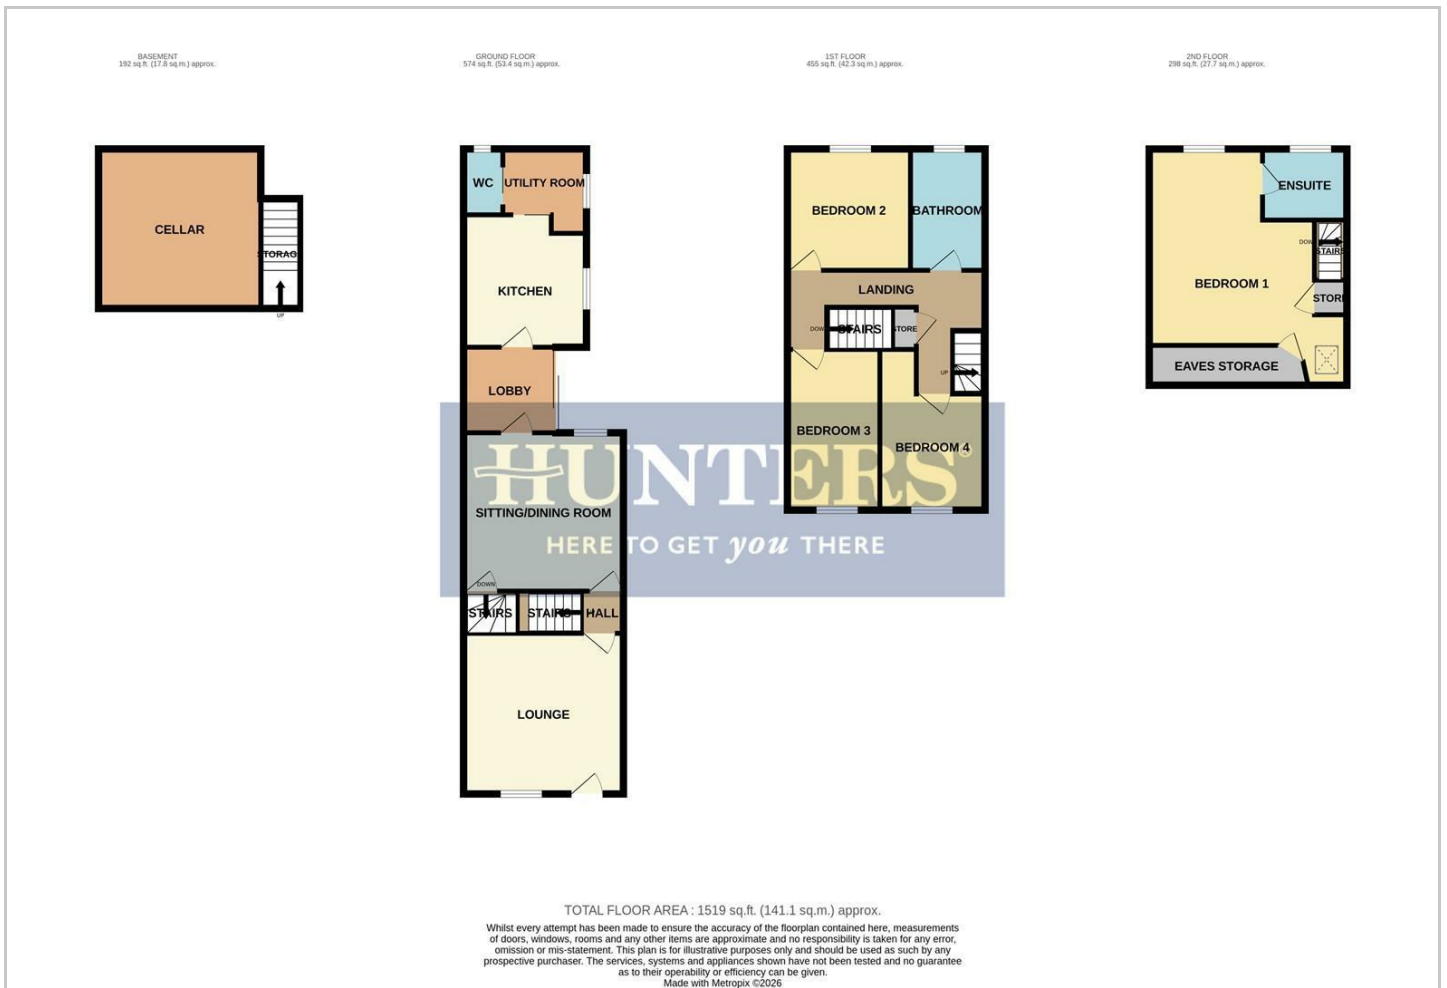 BASEMENT
192 sq.ft. (17.8 sq.m.) approx.
GROUND FLOOR
574 sq.ft. (53.4 sq.m.) approx.
1ST FLOOR
455 sq.ft. (42.3 sq.m.) approx.
2ND FLOOR
298 sq.ft. (27.7 sq.m.) approx.
CELLAR
STORAGE
UP
WC
UTILITY ROOM
KITCHEN
LOBBY
SITTING/DINING ROOM
DOWN
STAIRS
STAIRS
HALL
LOUNGE
BEDROOM 2
BATHROOM
LANDING
DOWN
STAIRS
STORE
UP
BEDROOM 3
BEDROOM 4
ENSUITE
DOWN
STAIRS
BEDROOM 1
STORE
EAVES STORAGE
HUNTERS®
HERE TO GET you THERE
TOTAL FLOOR AREA : 1519 sq.ft. (141.1 sq.m.) approx.
Whilst every attempt has been made to ensure the accuracy of the floorplan contained here, measurements
of doors, windows, rooms and any other items are approximate and no responsibility is taken for any error,
omission or mis-statement. This plan is for illustrative purposes only and should be used as such by any
prospective purchaser. The services, systems and appliances shown have not been tested and no guarantee
as to their operability or efficiency can be given.
Made with Metropix ©2026